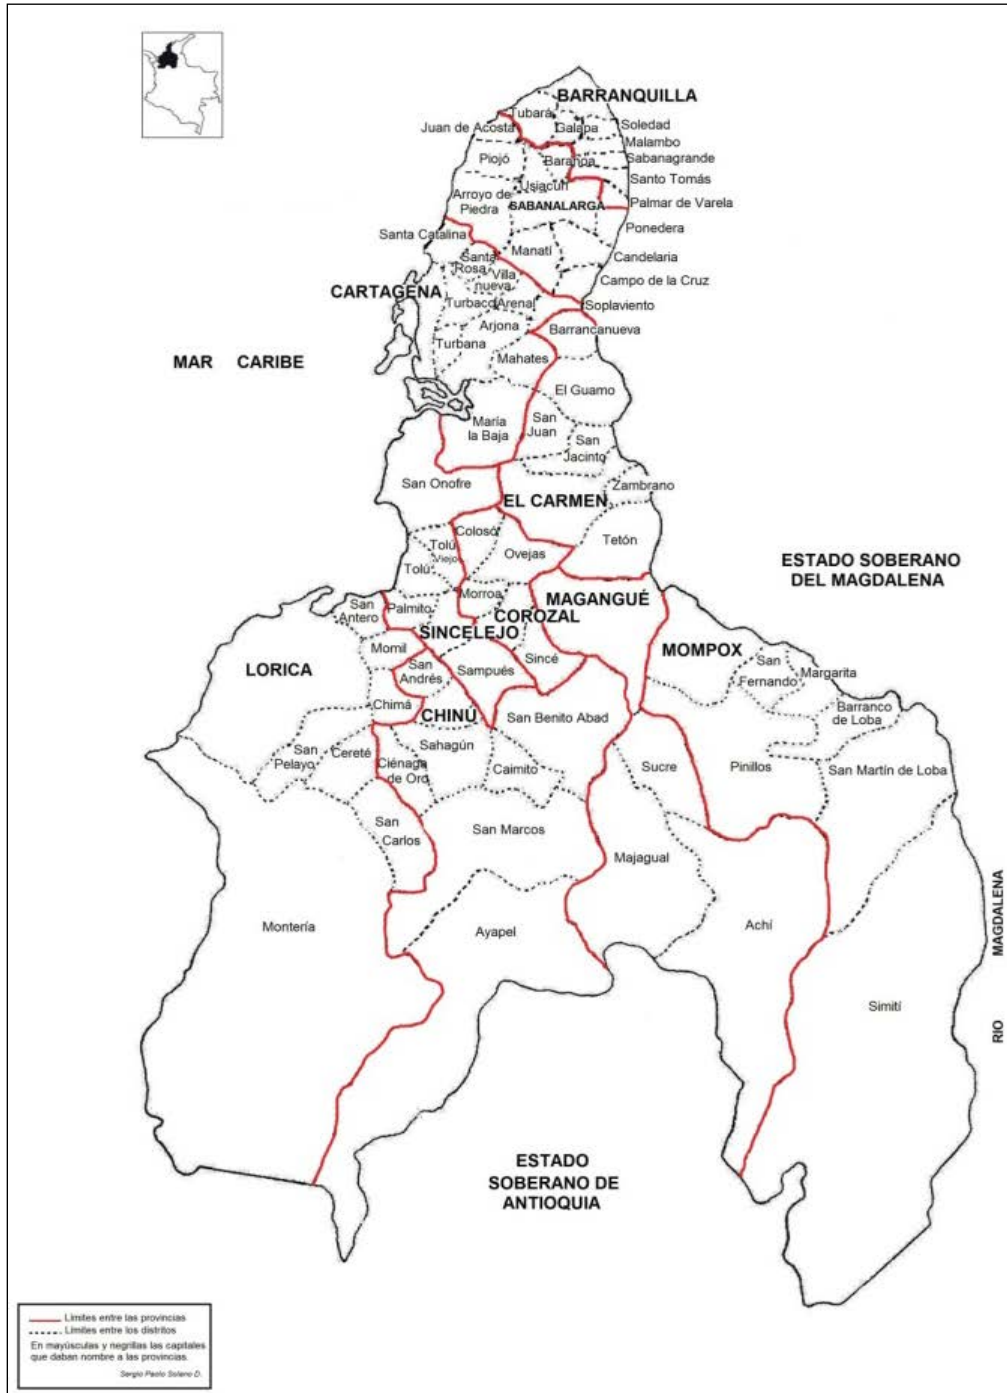 BARRANQUILLA
Tubará
Juan de Acosta
Galapa
Soledad
Malambo
Piojó
Baranoa
Sabanagrande
Usiacurí
Santo Tomás
Arroyo de
Piedra
SABANALARGA
Palmar de Varela
Ponedera
Santa Catalina
Manatí
Candelaria
Santa
Rosa
Villa
nueva
Campo de la Cruz
CARTAGENA
Turbaco
Arenal
Soplaviento
Arjona
Barrancanueva
Turbana
MAR CARIBE
Mahates
El Guamo
María
la Baja
San
Juan
San
Jacinto
San Onofre
Zambrano
EL CARMEN
Colosó
Tolú
Viejo
Ovejas
Tetón
Tolú
ESTADO SOBERANO
DEL MAGDALENA
Morroa
MAGANGUÉ
San
Antero
Palmito
COROZAL
SINCELEJO
Momil
MOMPOX
LORICA
San
Andrés
Sampués
Sincé
San
Fernando
Margarita
Chimá
CHINÚ
San Benito Abad
Barranco
de Loba
San
Pelayo
Cereté
Sahagún
Ciénaga
de Oro
Caimito
Sucre
Pinillos
San Martín de Loba
San
Carlos
San Marcos
Majagual
Montería
Ayapel
Achí
Simití
RIO MAGDALENA
ESTADO
SOBERANO DE
ANTIOQUIA
Límites entre las provincias
Límites entre los distritos
En mayúsculas y negrillas las capitales
que daban nombre a las provincias.
Sergio Paolo Solano D.